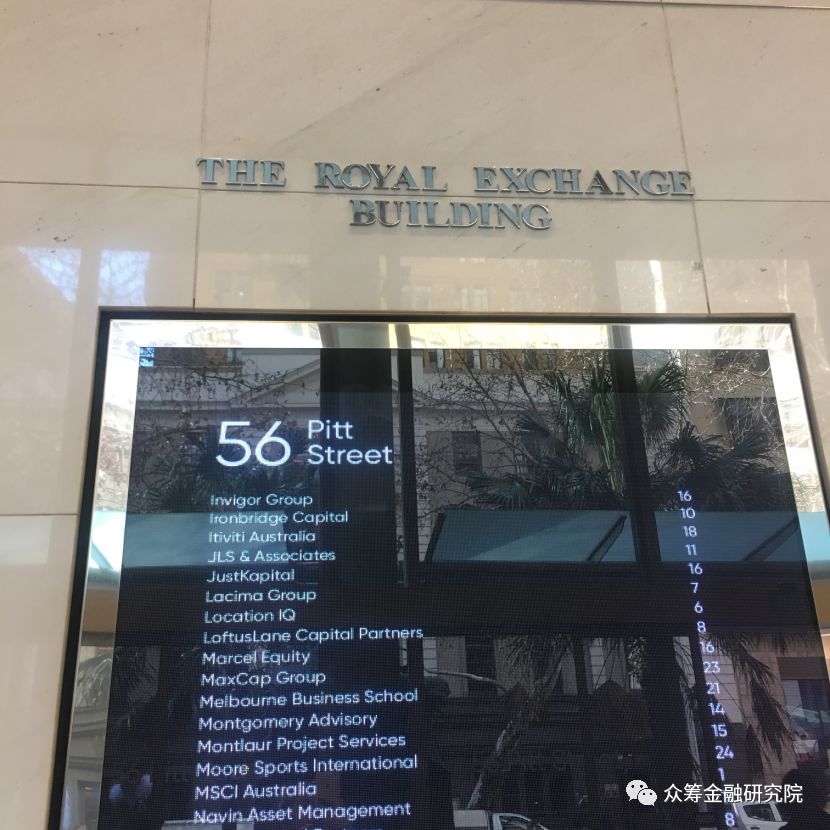 THE ROYAL EXCHANGE
BUILDING
56 Pitt Street
Invigor Group 16
Ironbridge Capital 10
Itiviti Australia 18
JLS & Associates 11
JustKapital 16
Lacima Group 7
Location IQ 6
LoftusLane Capital Partners 8
Marcel Equity 16
MaxCap Group 23
Melbourne Business School 21
Montgomery Advisory 14
Montlaur Project Services 15
Moore Sports International 24
MSCI Australia 1
Navin Asset Management
8
众筹金融研究院